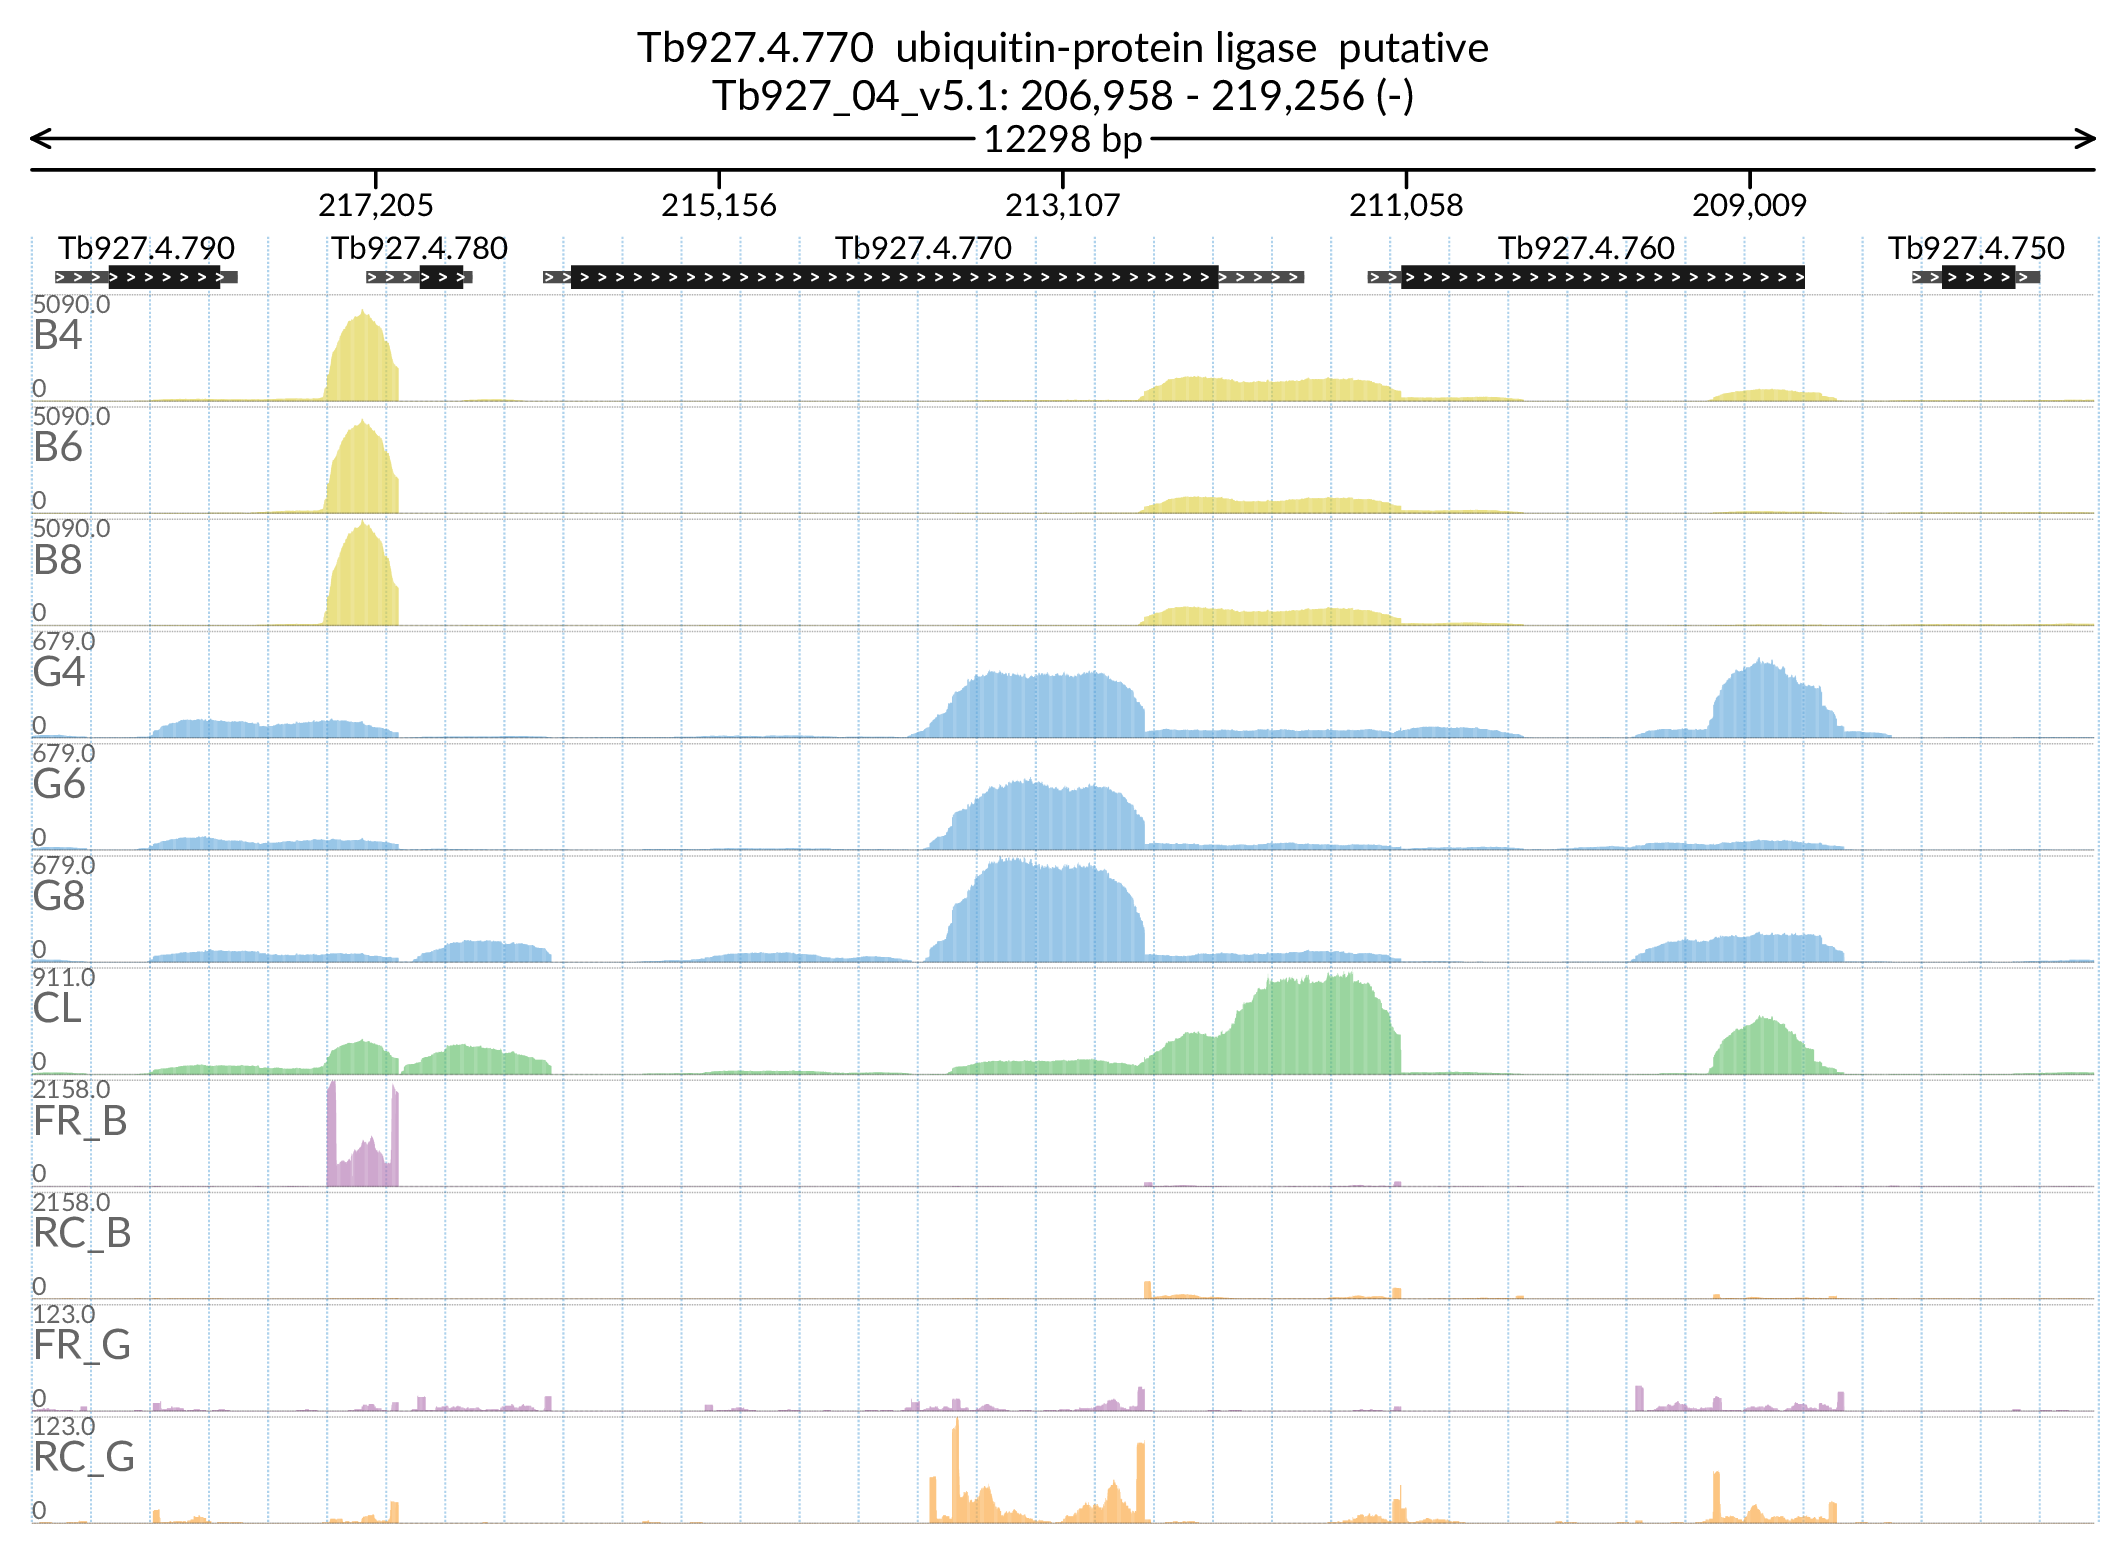 Tb927.4.770 ubiquitin-protein ligase putative
Tb927_04_v5.1: 206,958 - 219,256 (-)
12298 bp
217,205 215,156 213,107 211,058 209,009
Tb927.4.790 Tb927.4.780 Tb927.4.770 Tb927.4.760 Tb927.4.750
5090.0
B4
0
5090.0
B6
0
5090.0
B8
0
679.0
G4
0
679.0
G6
0
679.0
G8
0
911.0
CL
0
2158.0
FR_B
0
2158.0
RC_B
0
123.0
FR_G
0
123.0
RC_G
0